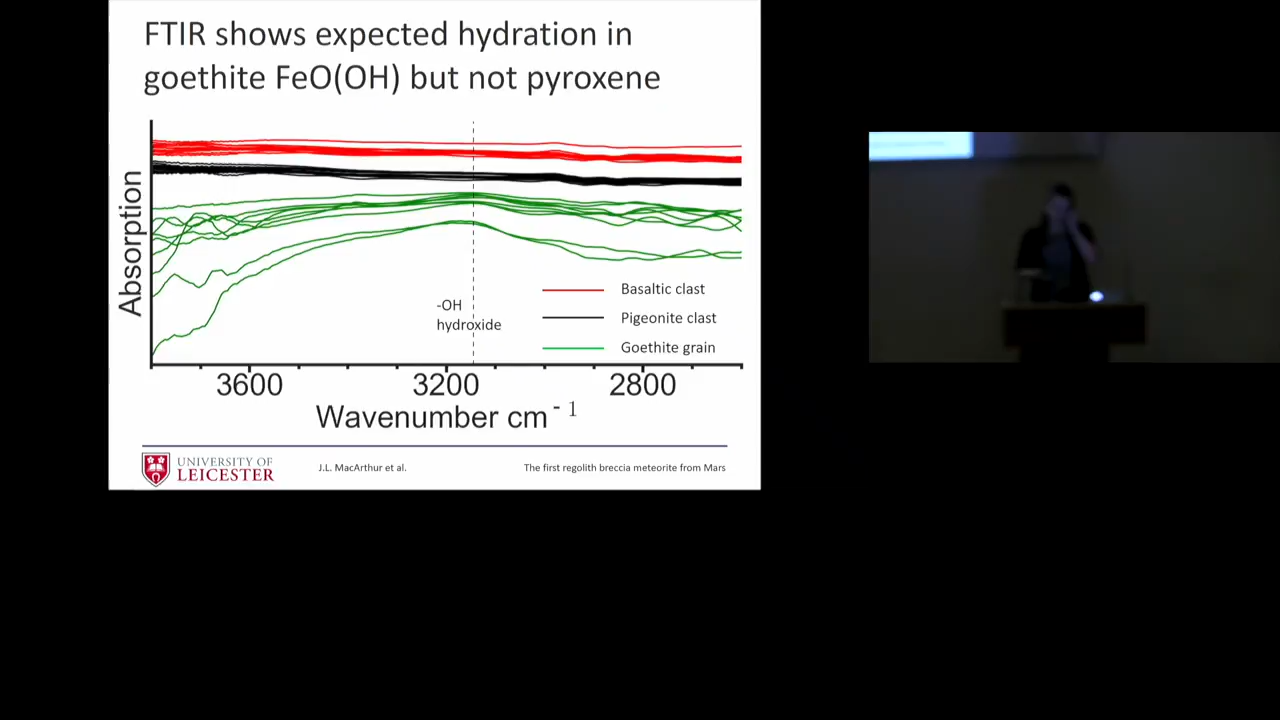 FTIR shows expected hydration in
goethite FeO(OH) but not pyroxene
Absorption
-OH
hydroxide
Basaltic clast
Pigeonite clast
Goethite grain
3600 3200 2800
Wavenumber cm - 1
UNIVERSITY OF
LEICESTER
J.L. MacArthur et al.
The first regolith breccia meteorite from Mars